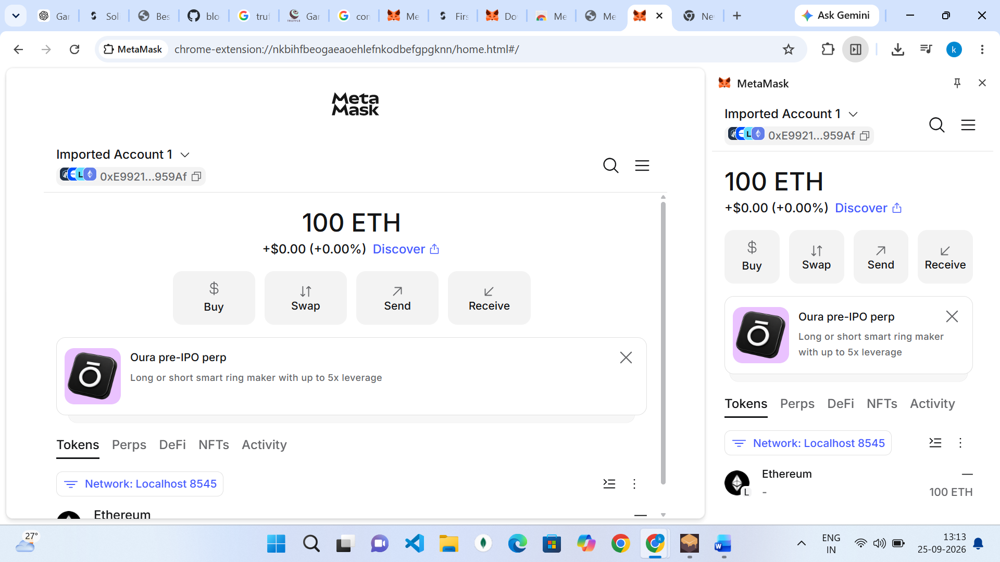 Gar
Soli
Bes
blo
truf
Gar
con
Me
Firs
Do
Me
Me
Ne
Ask Gemini
MetaMask
chrome-extension://nkbihfbeogaeaoehlefnkodbefgpgknn/home.html#/
k
Meta
Mask
Imported Account 1
L
0xE9921...959Af
100 ETH
+$0.00 (+0.00%) Discover
Buy
Swap
Send
Receive
Oura pre-IPO perp
Long or short smart ring maker with up to 5x leverage
Tokens
Perps
DeFi
NFTs
Activity
Network: Localhost 8545
Ethereum
—
MetaMask
Imported Account 1
L
0xE9921...959Af
100 ETH
+$0.00 (+0.00%) Discover
Buy
Swap
Send
Receive
Oura pre-IPO perp
Long or short smart ring maker
with up to 5x leverage
Tokens
Perps
DeFi
NFTs
Activity
Network: Localhost 8545
Ethereum
—
L
-
100 ETH
27°
ENG
IN
13:13
25-09-2026